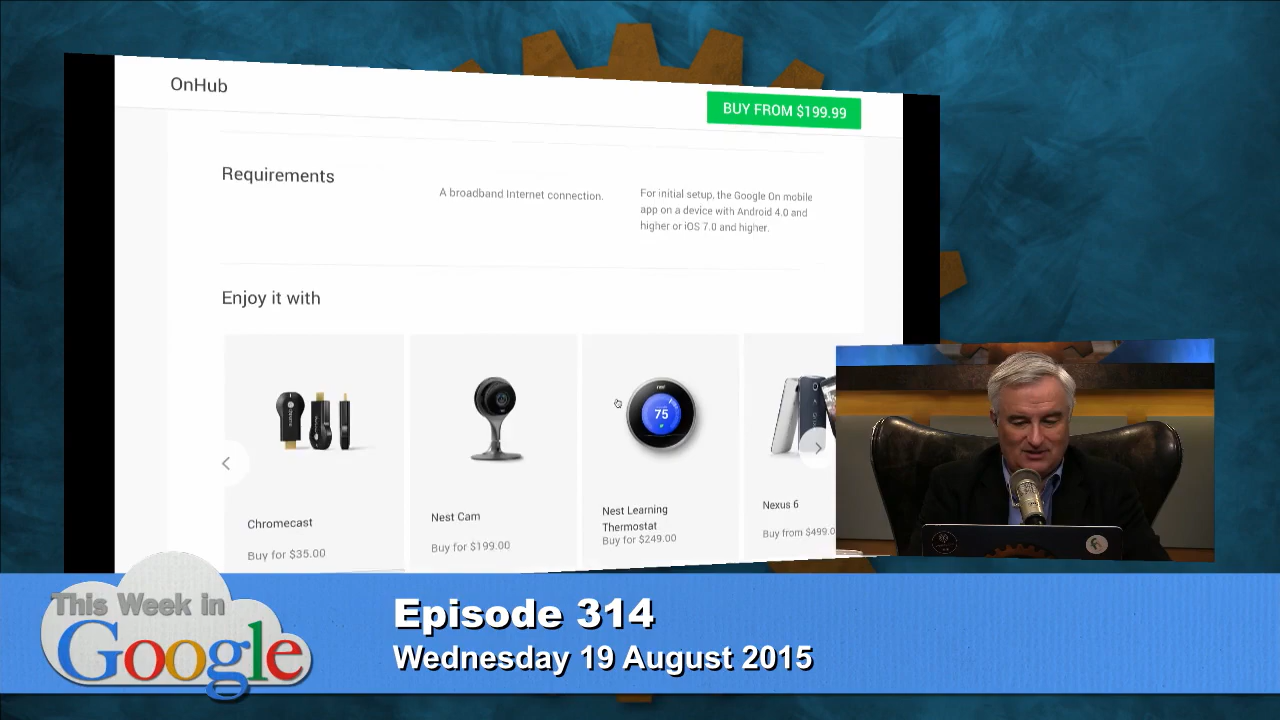 OnHub
BUY FROM $199.99
Requirements
A broadband Internet connection.
For initial setup, the Google On mobile
app on a device with Android 4.0 and
higher or iOS 7.0 and higher.
Enjoy it with
nest
75
Chromecast
Buy for $35.00
Nest Cam
Buy for $199.00
Nest Learning
Thermostat
Buy for $249.00
Nexus 6
Buy from $499.0
This Week in
Google
Episode 314
Wednesday 19 August 2015